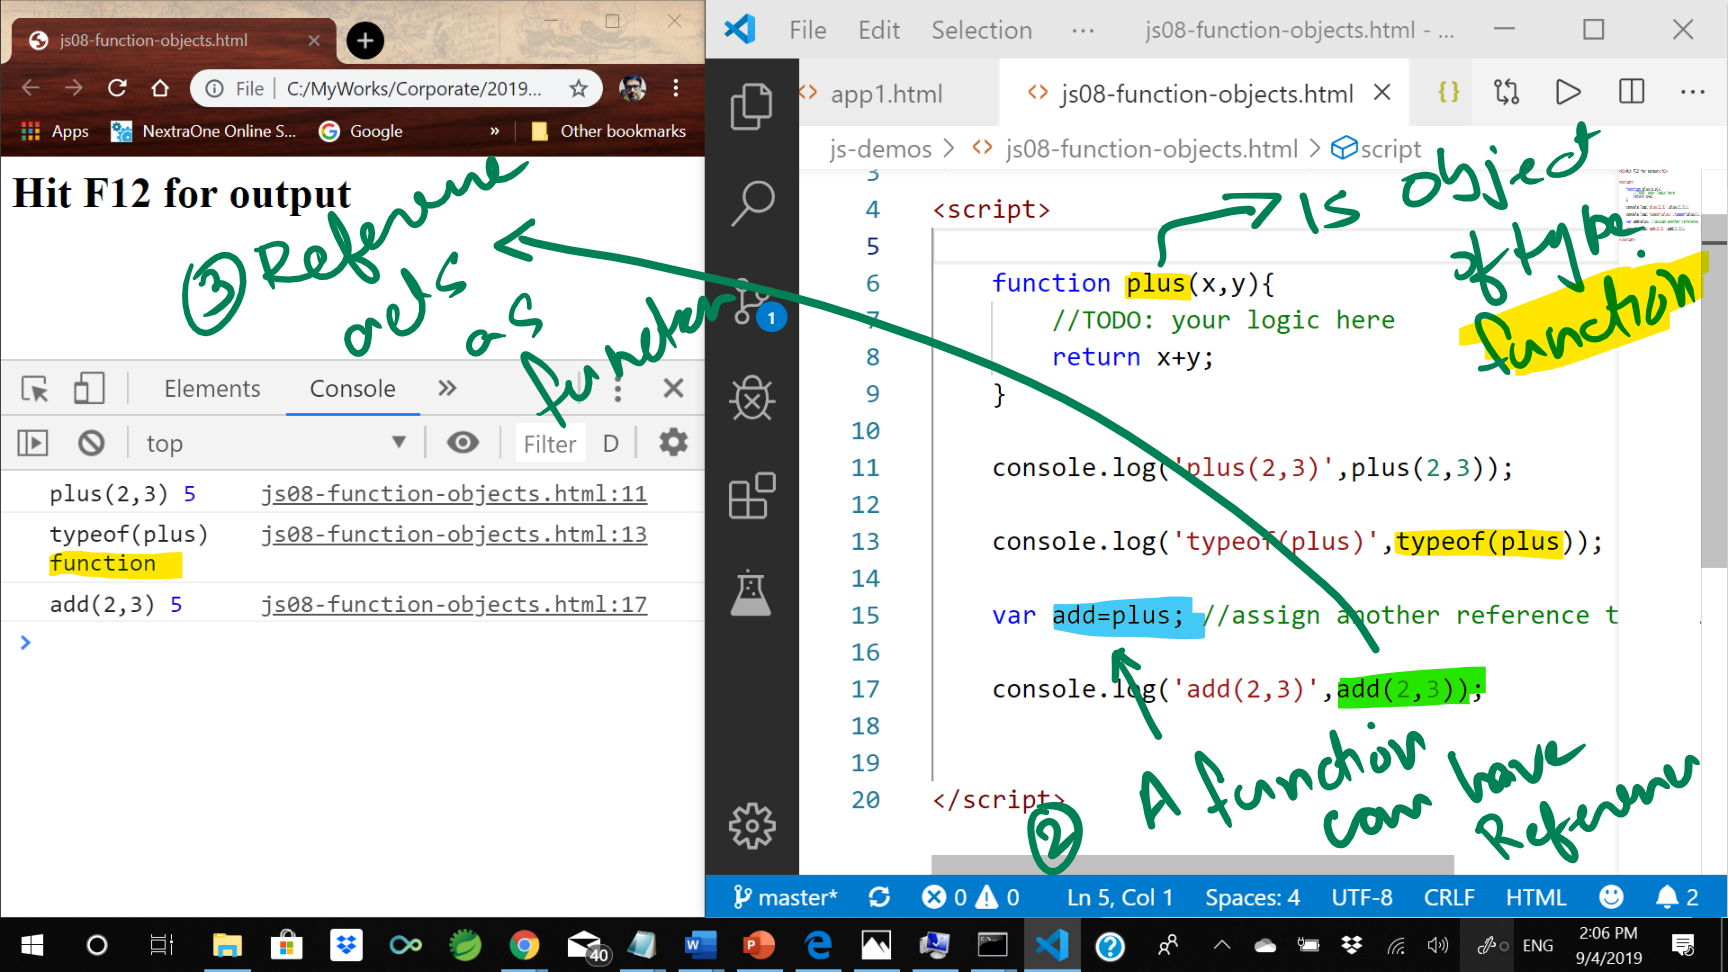 js08-function-objects.html
File C:/MyWorks/Corporate/2019...
Apps NextraOne Online S... Google » Other bookmarks
Hit F12 for output
③ Reference
acts
as
function
Elements Console »
top Filter D
plus(2,3) 5 js08-function-objects.html:11
typeof(plus) js08-function-objects.html:13
function
add(2,3) 5 js08-function-objects.html:17
File Edit Selection ··· js08-function-objects.html - ...
app1.html js08-function-objects.html
js-demos > js08-function-objects.html > script
3
4 <script>
5
6 function plus(x,y){
7 //TODO: your logic here
8 return x+y;
9 }
10
11 console.log('plus(2,3)',plus(2,3));
12
13 console.log('typeof(plus)',typeof(plus));
14
15 var add=plus; //assign another reference t
16
17 console.log('add(2,3)',add(2,3));
18
19
20 </script>
is object
of type
function
② A function
can have
Reference
1
master* 0 0 Ln 5, Col 1 Spaces: 4 UTF-8 CRLF HTML 2
40 ENG 2:06 PM
9/4/2019